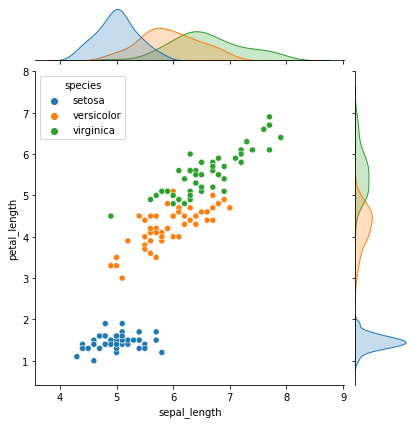 8
7
6
5
4
3
2
1
petal_length
species
setosa
versicolor
virginica
4 5 6 7 8 9
sepal_length